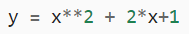 y = x**2 + 2*x+1